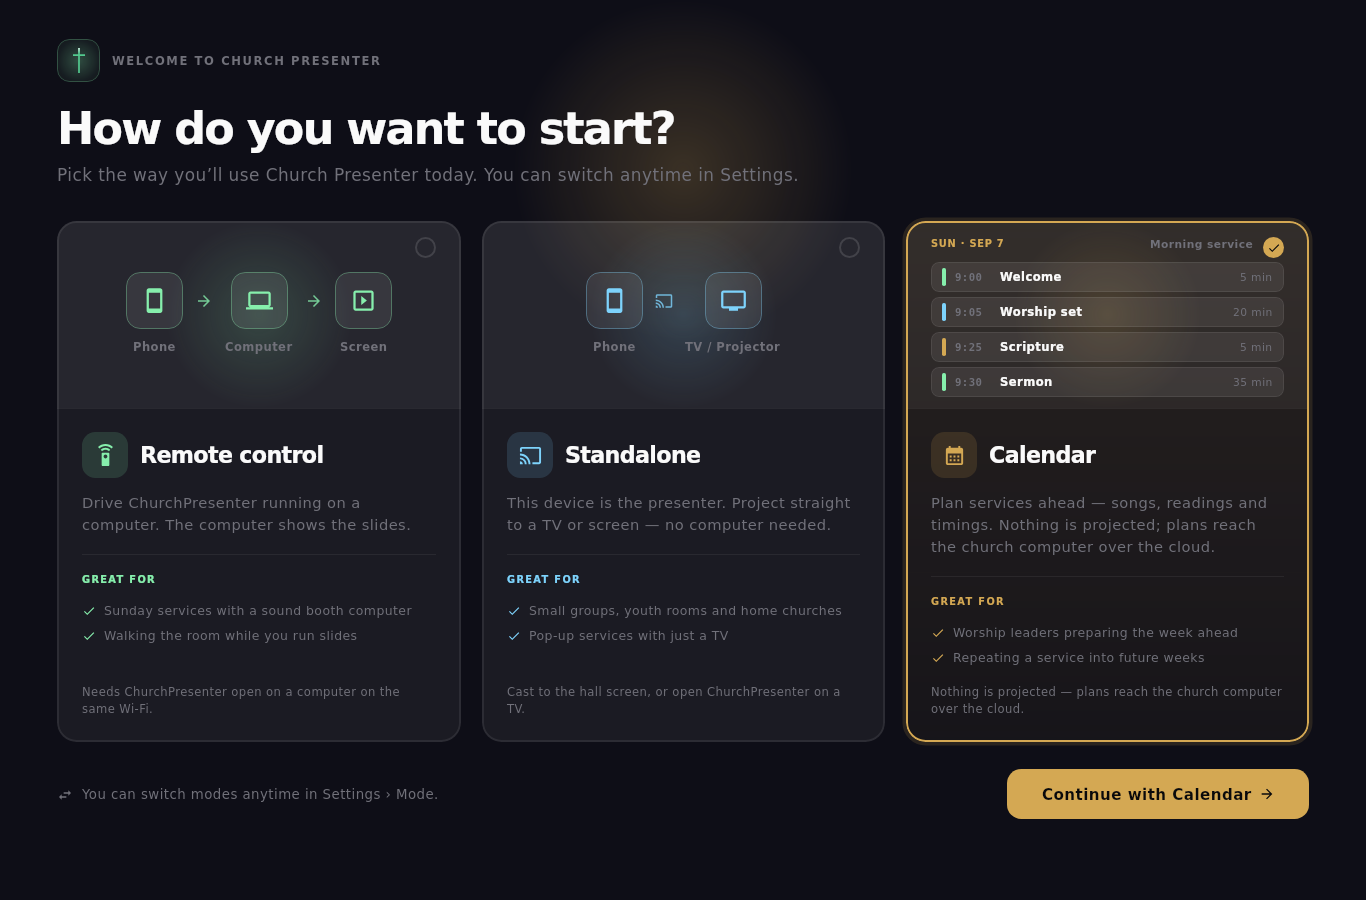 WELCOME TO CHURCH PRESENTER
How do you want to start?
Pick the way you’ll use Church Presenter today. You can switch anytime in Settings.
Phone
Computer
Screen
Remote control
Drive ChurchPresenter running on a
computer. The computer shows the slides.
GREAT FOR
Sunday services with a sound booth computer
Walking the room while you run slides
Needs ChurchPresenter open on a computer on the
same Wi-Fi.
Phone
TV / Projector
Standalone
This device is the presenter. Project straight
to a TV or screen — no computer needed.
GREAT FOR
Small groups, youth rooms and home churches
Pop-up services with just a TV
Cast to the hall screen, or open ChurchPresenter on a
TV.
SUN · SEP 7 Morning service
9:00 Welcome 5 min
9:05 Worship set 20 min
9:25 Scripture 5 min
9:30 Sermon 35 min
Calendar
Plan services ahead — songs, readings and
timings. Nothing is projected; plans reach
the church computer over the cloud.
GREAT FOR
Worship leaders preparing the week ahead
Repeating a service into future weeks
Nothing is projected — plans reach the church computer
over the cloud.
You can switch modes anytime in Settings › Mode.
Continue with Calendar →